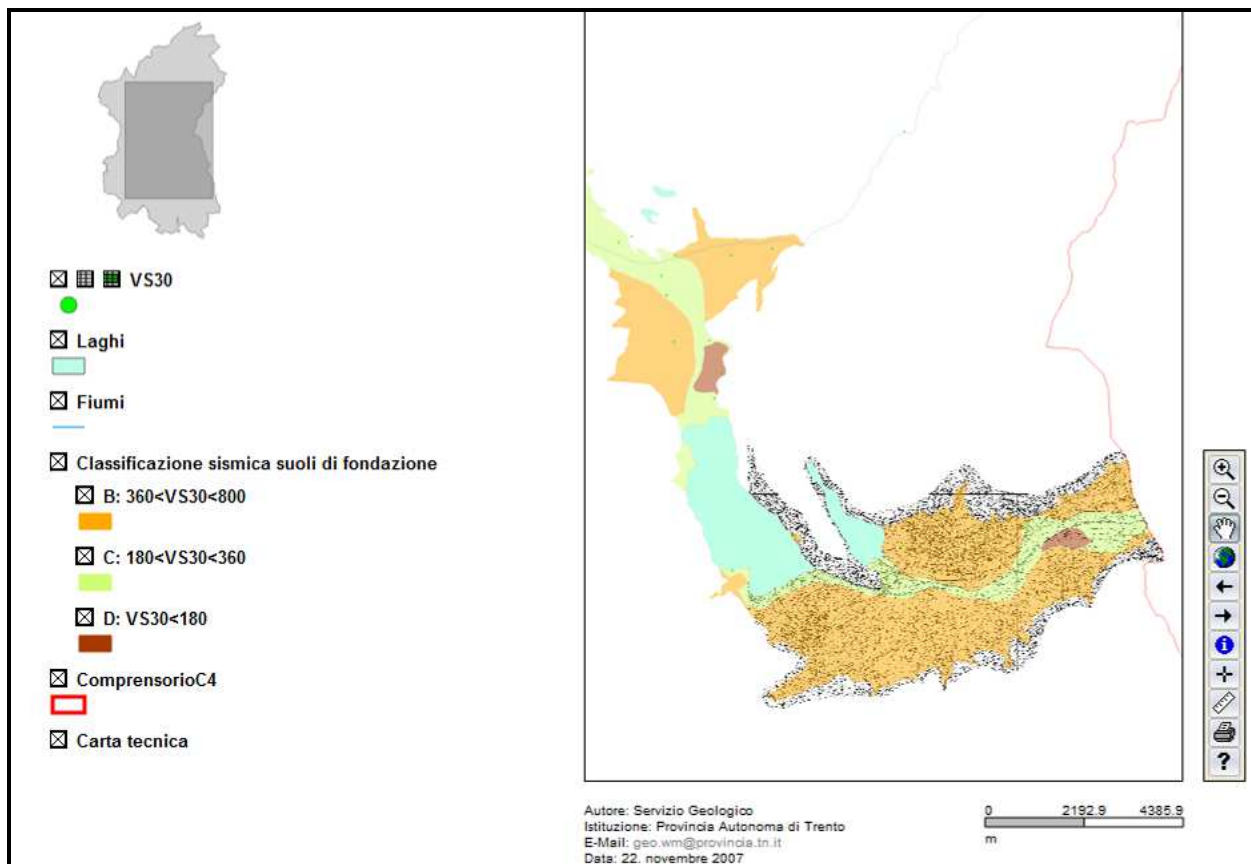 VS30
Laghi
Fiumi
Classificazione sismica suoli di fondazione
B: 360<VS30<800
C: 180<VS30<360
D: VS30<180
ComprensorioC4
Carta tecnica
Autore: Servizio Geologico
Istituzione: Provincia Autonoma di Trento
E-Mail: geo.wm@provincia.tn.it
Data: 22. novembre 2007
0 2192.9 4385.9
m
i
?